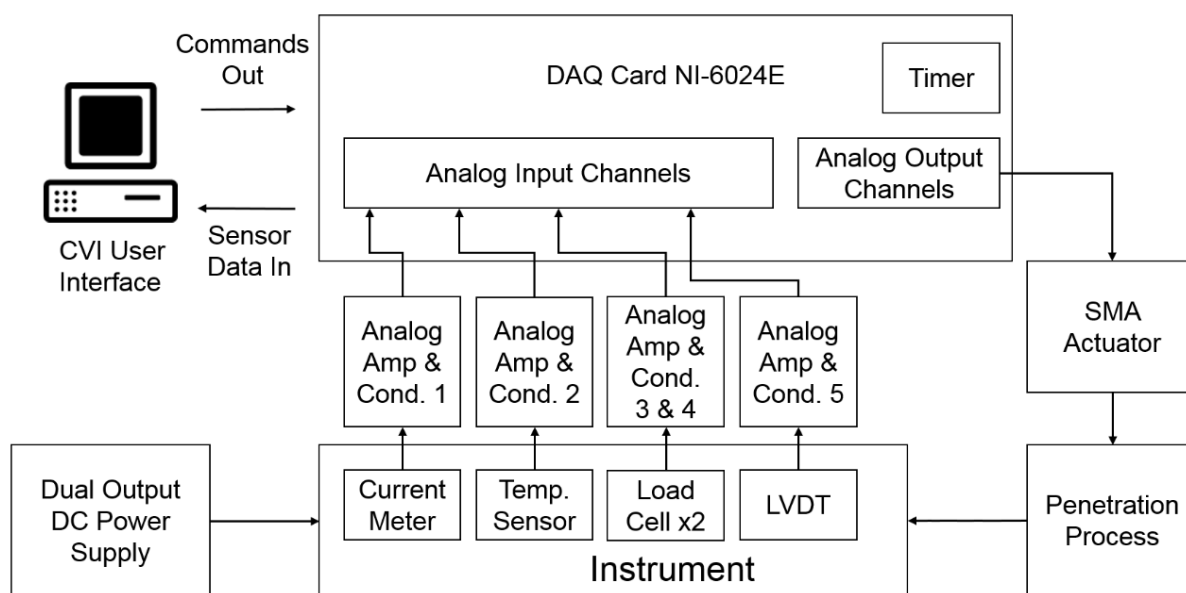 Commands
Out
DAQ Card NI-6024E
Timer
Analog Input Channels
Analog Output
Channels
CVI User
Interface
Sensor
Data In
Analog
Amp &
Cond. 1
Analog
Amp &
Cond. 2
Analog
Amp &
Cond.
3 & 4
Analog
Amp &
Cond. 5
SMA
Actuator
Dual Output
DC Power
Supply
Current
Meter
Temp.
Sensor
Load
Cell x2
LVDT
Instrument
Penetration
Process